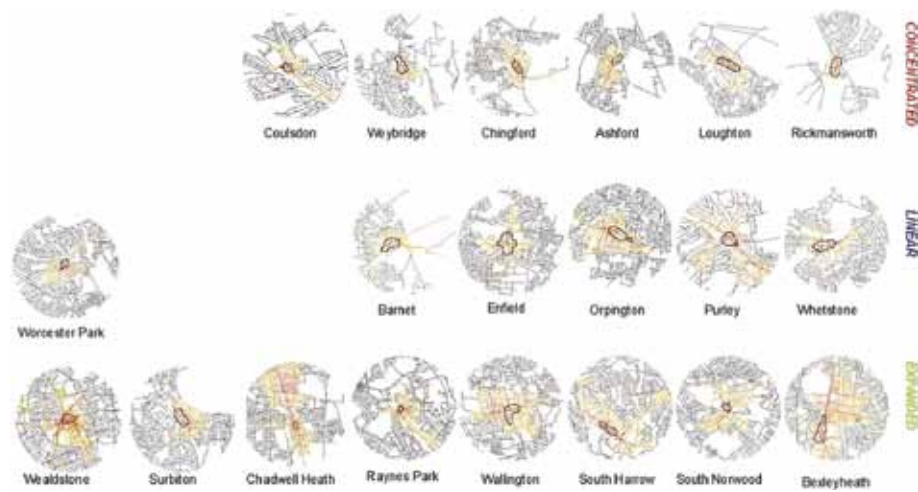 CONCENTRATED
Coulsdon Weybridge Chingford Ashford Loughton Rickmansworth
LINEAR
Barnet Enfield Orpington Purley Whetstone
Worcester Park
EXPANDED
Wealdstone Surbiton Chadwell Heath Raynes Park Wallington South Harrow South Norwood Bexleyheath